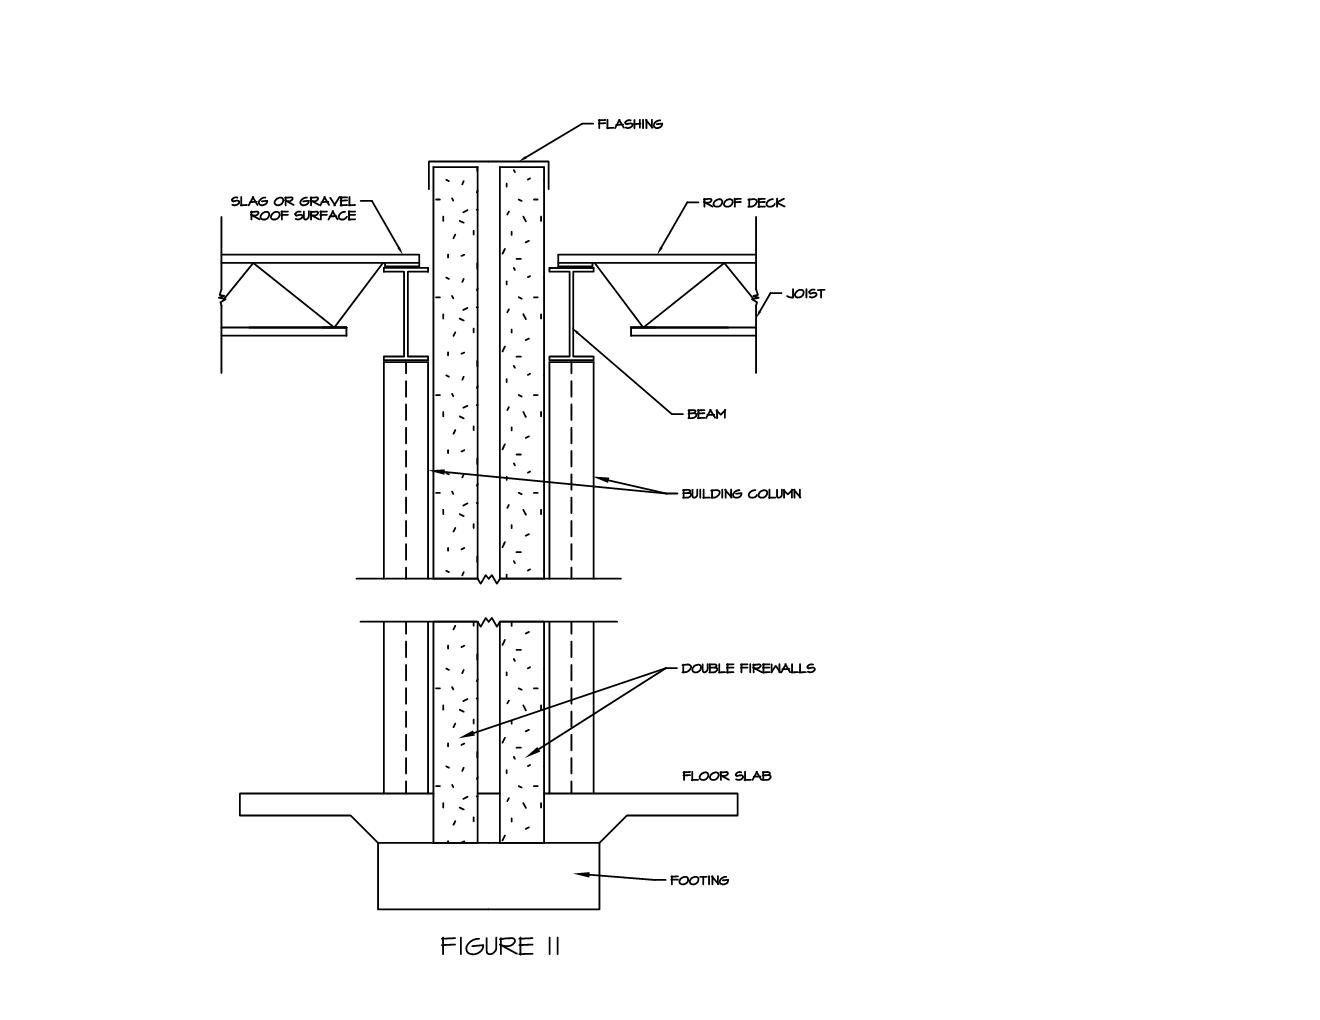 FLASHING
SLAG OR GRAVEL
ROOF SURFACE
ROOF DECK
JOIST
BEAM
BUILDING COLUMN
DOUBLE FIREWALLS
FLOOR SLAB
FOOTING
FIGURE 11